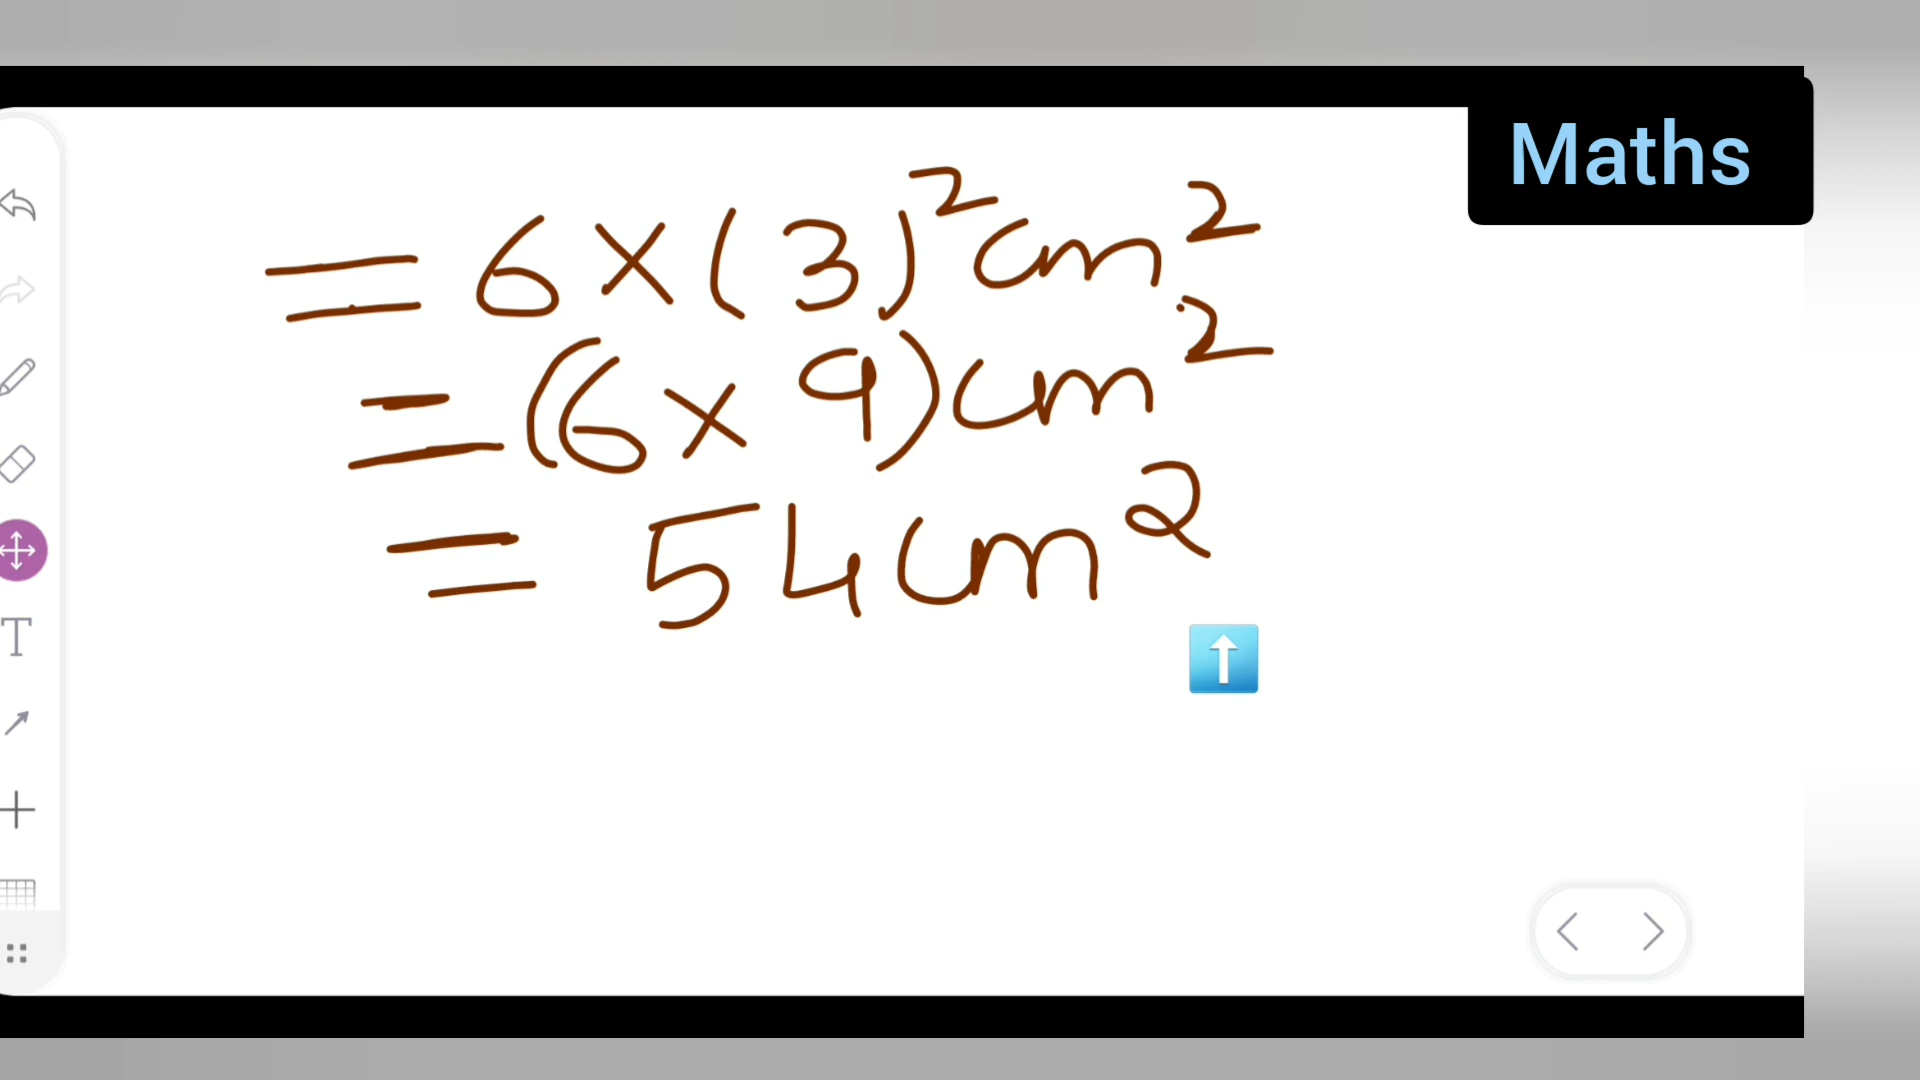 Maths
= 6 × (3)² cm²
= (6 × 9) cm²
= 54 cm²
T